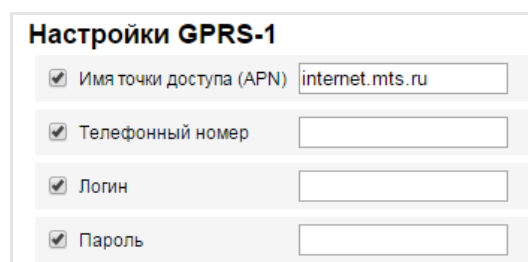 Настройки GPRS-1
Имя точки доступа (APN) internet.mts.ru
Телефонный номер
Логин
Пароль